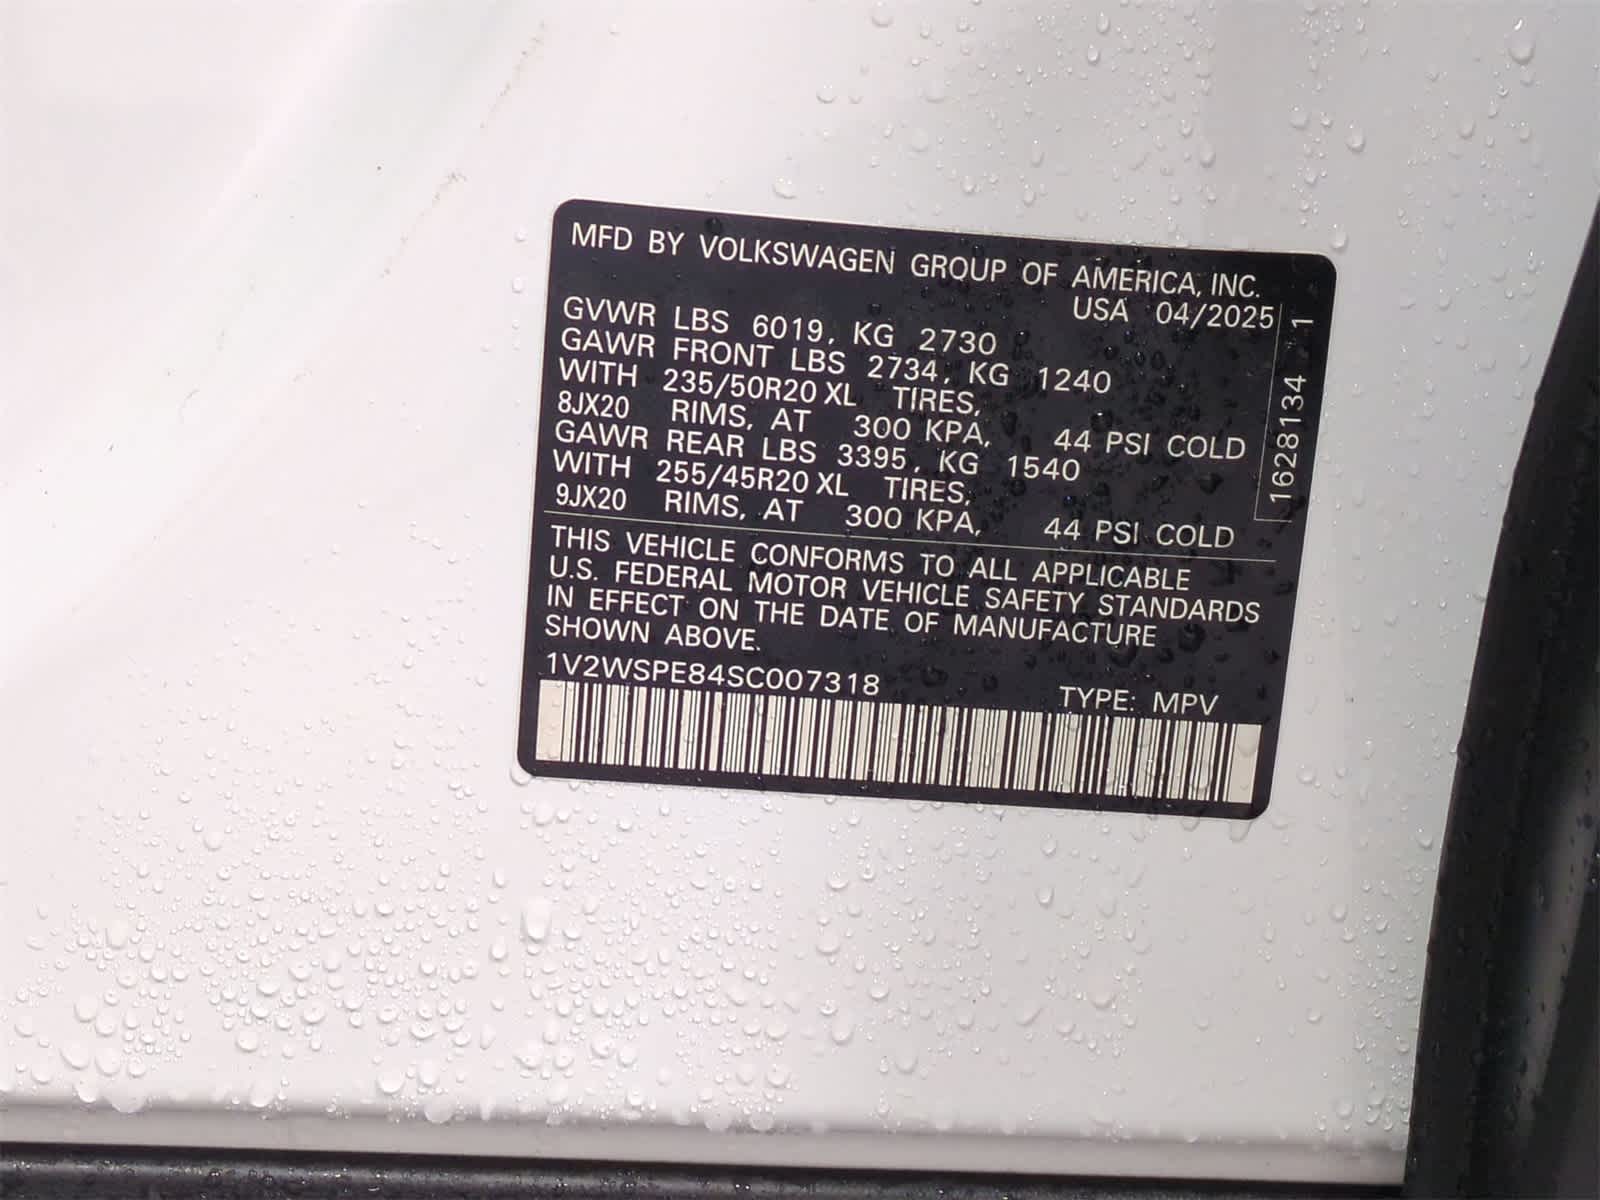 MFD BY VOLKSWAGEN GROUP OF AMERICA, INC.
USA 04/2025
GVWR LBS 6019, KG 2730
GAWR FRONT LBS 2734, KG 1240
WITH 235/50R20 XL TIRES,
8JX20 RIMS, AT 300 KPA, 44 PSI COLD
GAWR REAR LBS 3395, KG 1540
WITH 255/45R20 XL TIRES,
9JX20 RIMS, AT 300 KPA, 44 PSI COLD
1628134 1
THIS VEHICLE CONFORMS TO ALL APPLICABLE
U.S. FEDERAL MOTOR VEHICLE SAFETY STANDARDS
IN EFFECT ON THE DATE OF MANUFACTURE
SHOWN ABOVE.
1V2WSPE84SC007318 TYPE: MPV